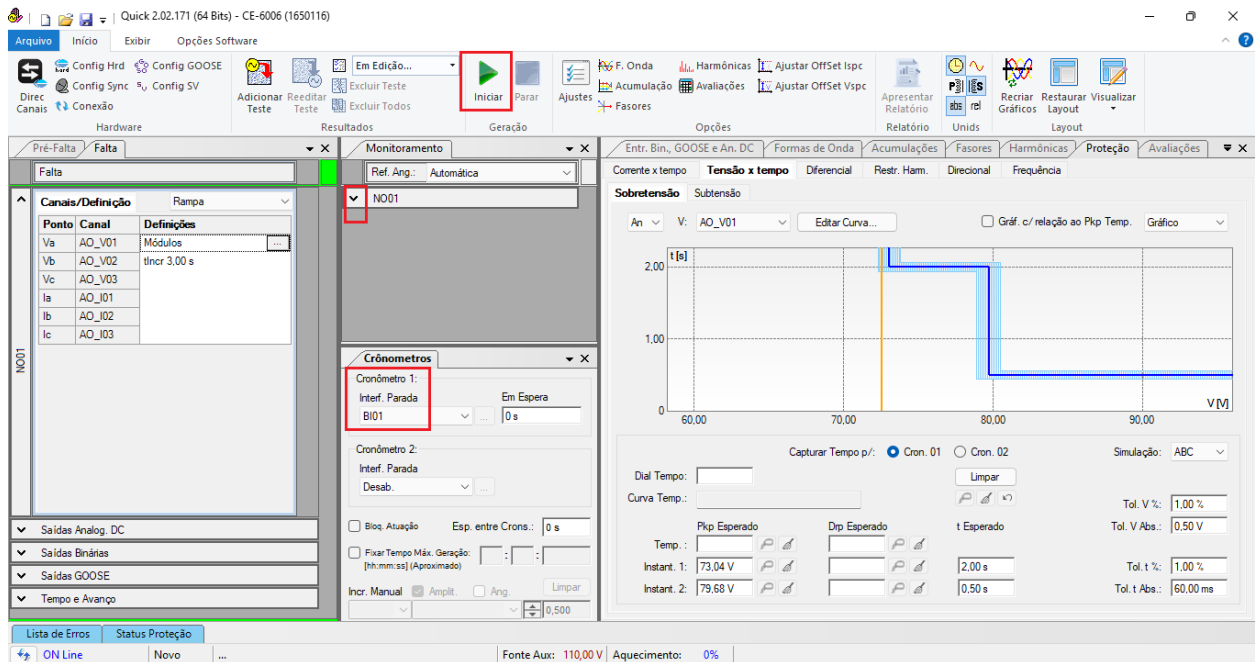 Quick 2.02.171 (64 Bits) - CE-6006 (1650116)
Arquivo Início Exibir Opções Software
Direc Canais
Config Hrd Config GOOSE
Config Sync Config SV
Conexão
Hardware
Adicionar Teste
Reeditar Teste
Em Edição...
Excluir Teste
Excluir Todos
Resultados
Iniciar Parar
Geração
Ajustes
F. Onda Harmônicas Ajustar OffSet Ispc
Acumulação Avaliações Ajustar OffSet Vspc
Fasores
Opções
Apresentar Relatório
Relatório
abs rel
Unids
Recriar Gráficos
Restaurar Layout
Visualizar
Layout
Pré-Falta Falta
Falta
NO01
Canais/Definição Rampa
Ponto Canal Definições
Va AO_V01 Módulos ...
Vb AO_V02 tIncr 3,00 s
Vc AO_V03
Ia AO_I01
Ib AO_I02
Ic AO_I03
Saídas Analog. DC
Saídas Binárias
Saídas GOOSE
Tempo e Avanço
Monitoramento
Ref. Ang.: Automática
NO01
Crônometros
Cronômetro 1:
Interf. Parada Em Espera
BI01 ... 0 s
Cronômetro 2:
Interf. Parada
Desab. ...
Bloq. Atuação Esp. entre Crons.: 0 s
Fixar Tempo Máx. Geração: : :
[hh:mm:ss] (Aproximado)
Incr. Manual Amplit. Ang. Limpar
0,500
Entr. Bin., GOOSE e An. DC Formas de Onda Acumulações Fasores Harmônicas Proteção Avaliações
Corrente x tempo Tensão x tempo Diferencial Restr. Harm. Direcional Frequência
Sobretensão Subtensão
An V: AO_V01 Editar Curva... Gráf. c/ relação ao Pkp Temp. Gráfico
t [s]
2,00
1,00
0
60,00 70,00 80,00 90,00
V [V]
Capturar Tempo p/: Cron. 01 Cron. 02 Simulação: ABC
Dial Tempo: Limpar
Curva Temp.: Tol. V %: 1,00 %
Pkp Esperado Drp Esperado t Esperado Tol. V Abs.: 0,50 V
Temp. :
Instant. 1: 73,04 V 2,00 s Tol. t %: 1,00 %
Instant. 2: 79,68 V 0,50 s Tol. t Abs.: 60,00 ms
Lista de Erros Status Proteção
ON Line Novo ... Fonte Aux: 110,00 V Aquecimento: 0%